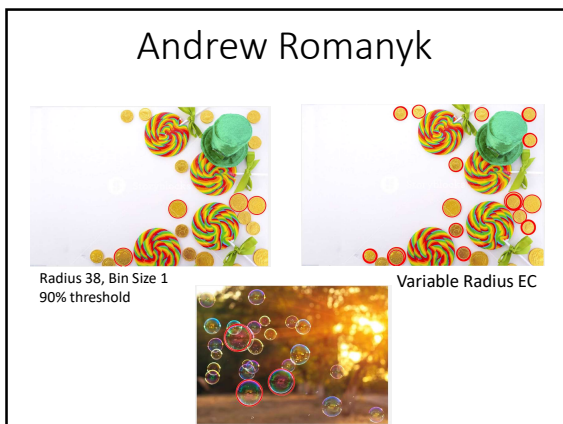 Andrew Romanyk
Radius 38, Bin Size 1
90% threshold
Variable Radius EC